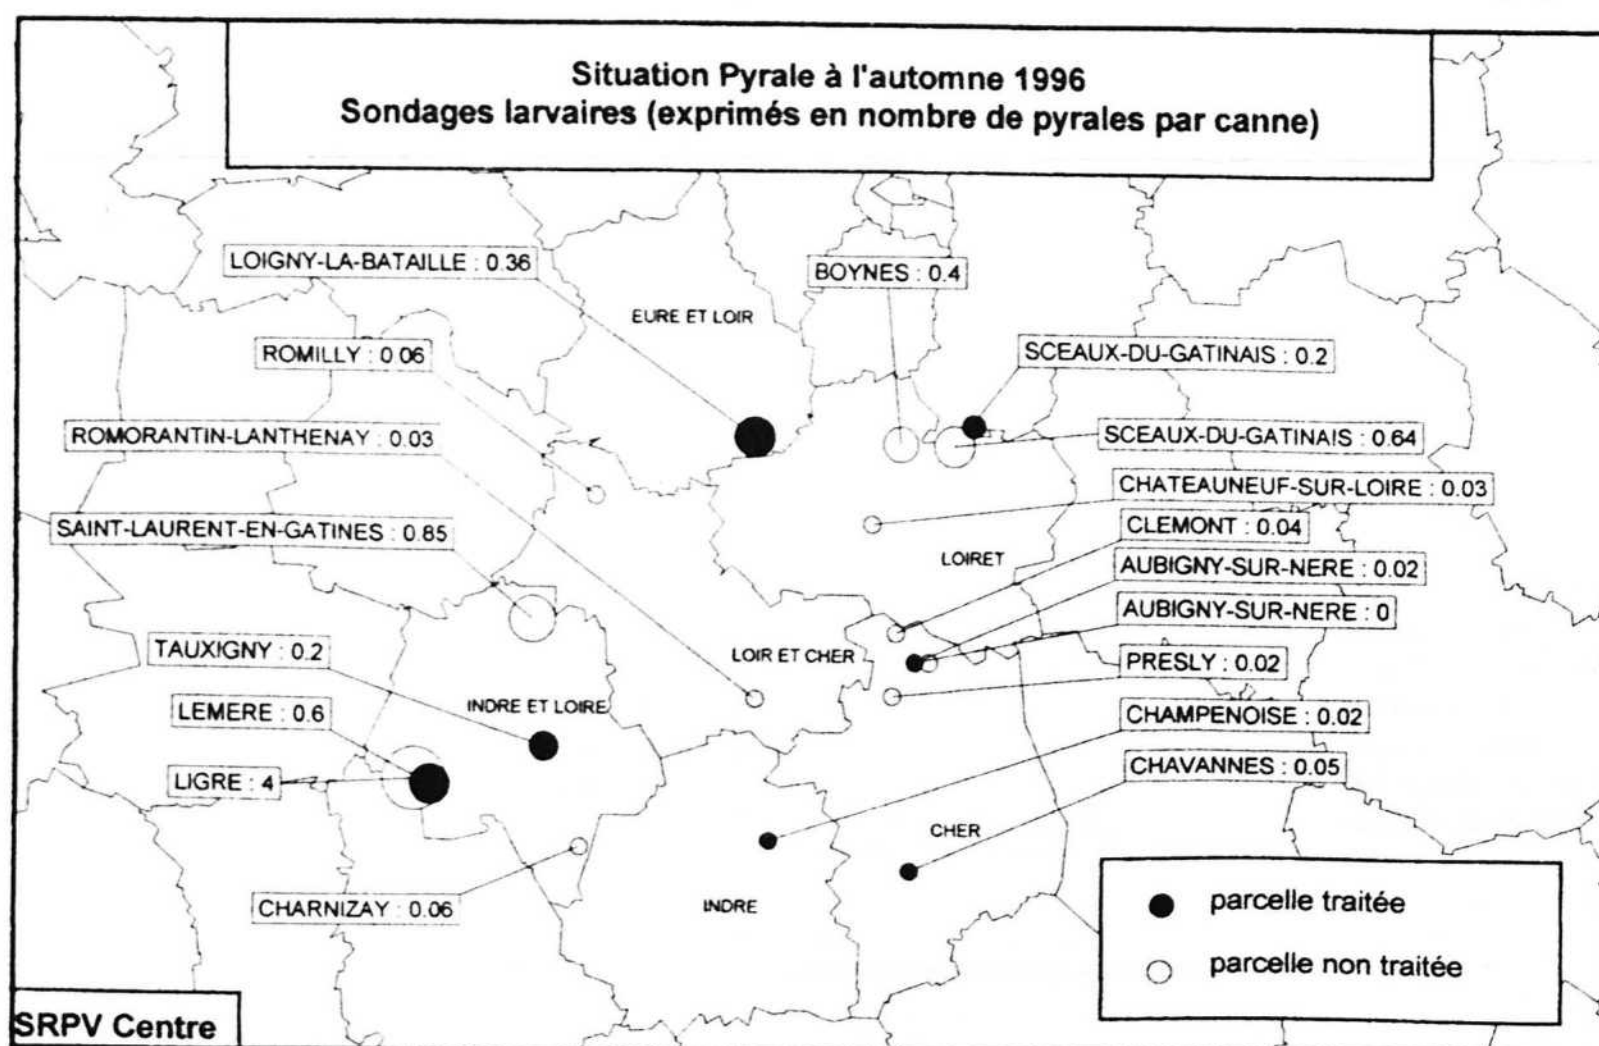 Situation Pyrale à l'automne 1996
Sondages larvaires (exprimés en nombre de pyrales par canne)
LOIGNY-LA-BATAILLE : 0.36
BOYNES : 0.4
EURE ET LOIR
ROMILLY : 0.06
SCEAUX-DU-GATINAIS : 0.2
ROMORANTIN-LANTHENAY : 0.03
SCEAUX-DU-GATINAIS : 0.64
CHATEAUNEUF-SUR-LOIRE : 0.03
SAINT-LAURENT-EN-GATINES : 0.85
CLEMONT : 0.04
LOIRET
AUBIGNY-SUR-NERE : 0.02
AUBIGNY-SUR-NERE : 0
TAUXIGNY : 0.2
LOIR ET CHER
PRESLY : 0.02
LEMERE : 0.6
INDRE ET LOIRE
CHAMPENOISE : 0.02
LIGRE : 4
CHAVANNES : 0.05
CHER
CHARNIZAY : 0.06
INDRE
parcelle traitée
parcelle non traitée
SRPV Centre